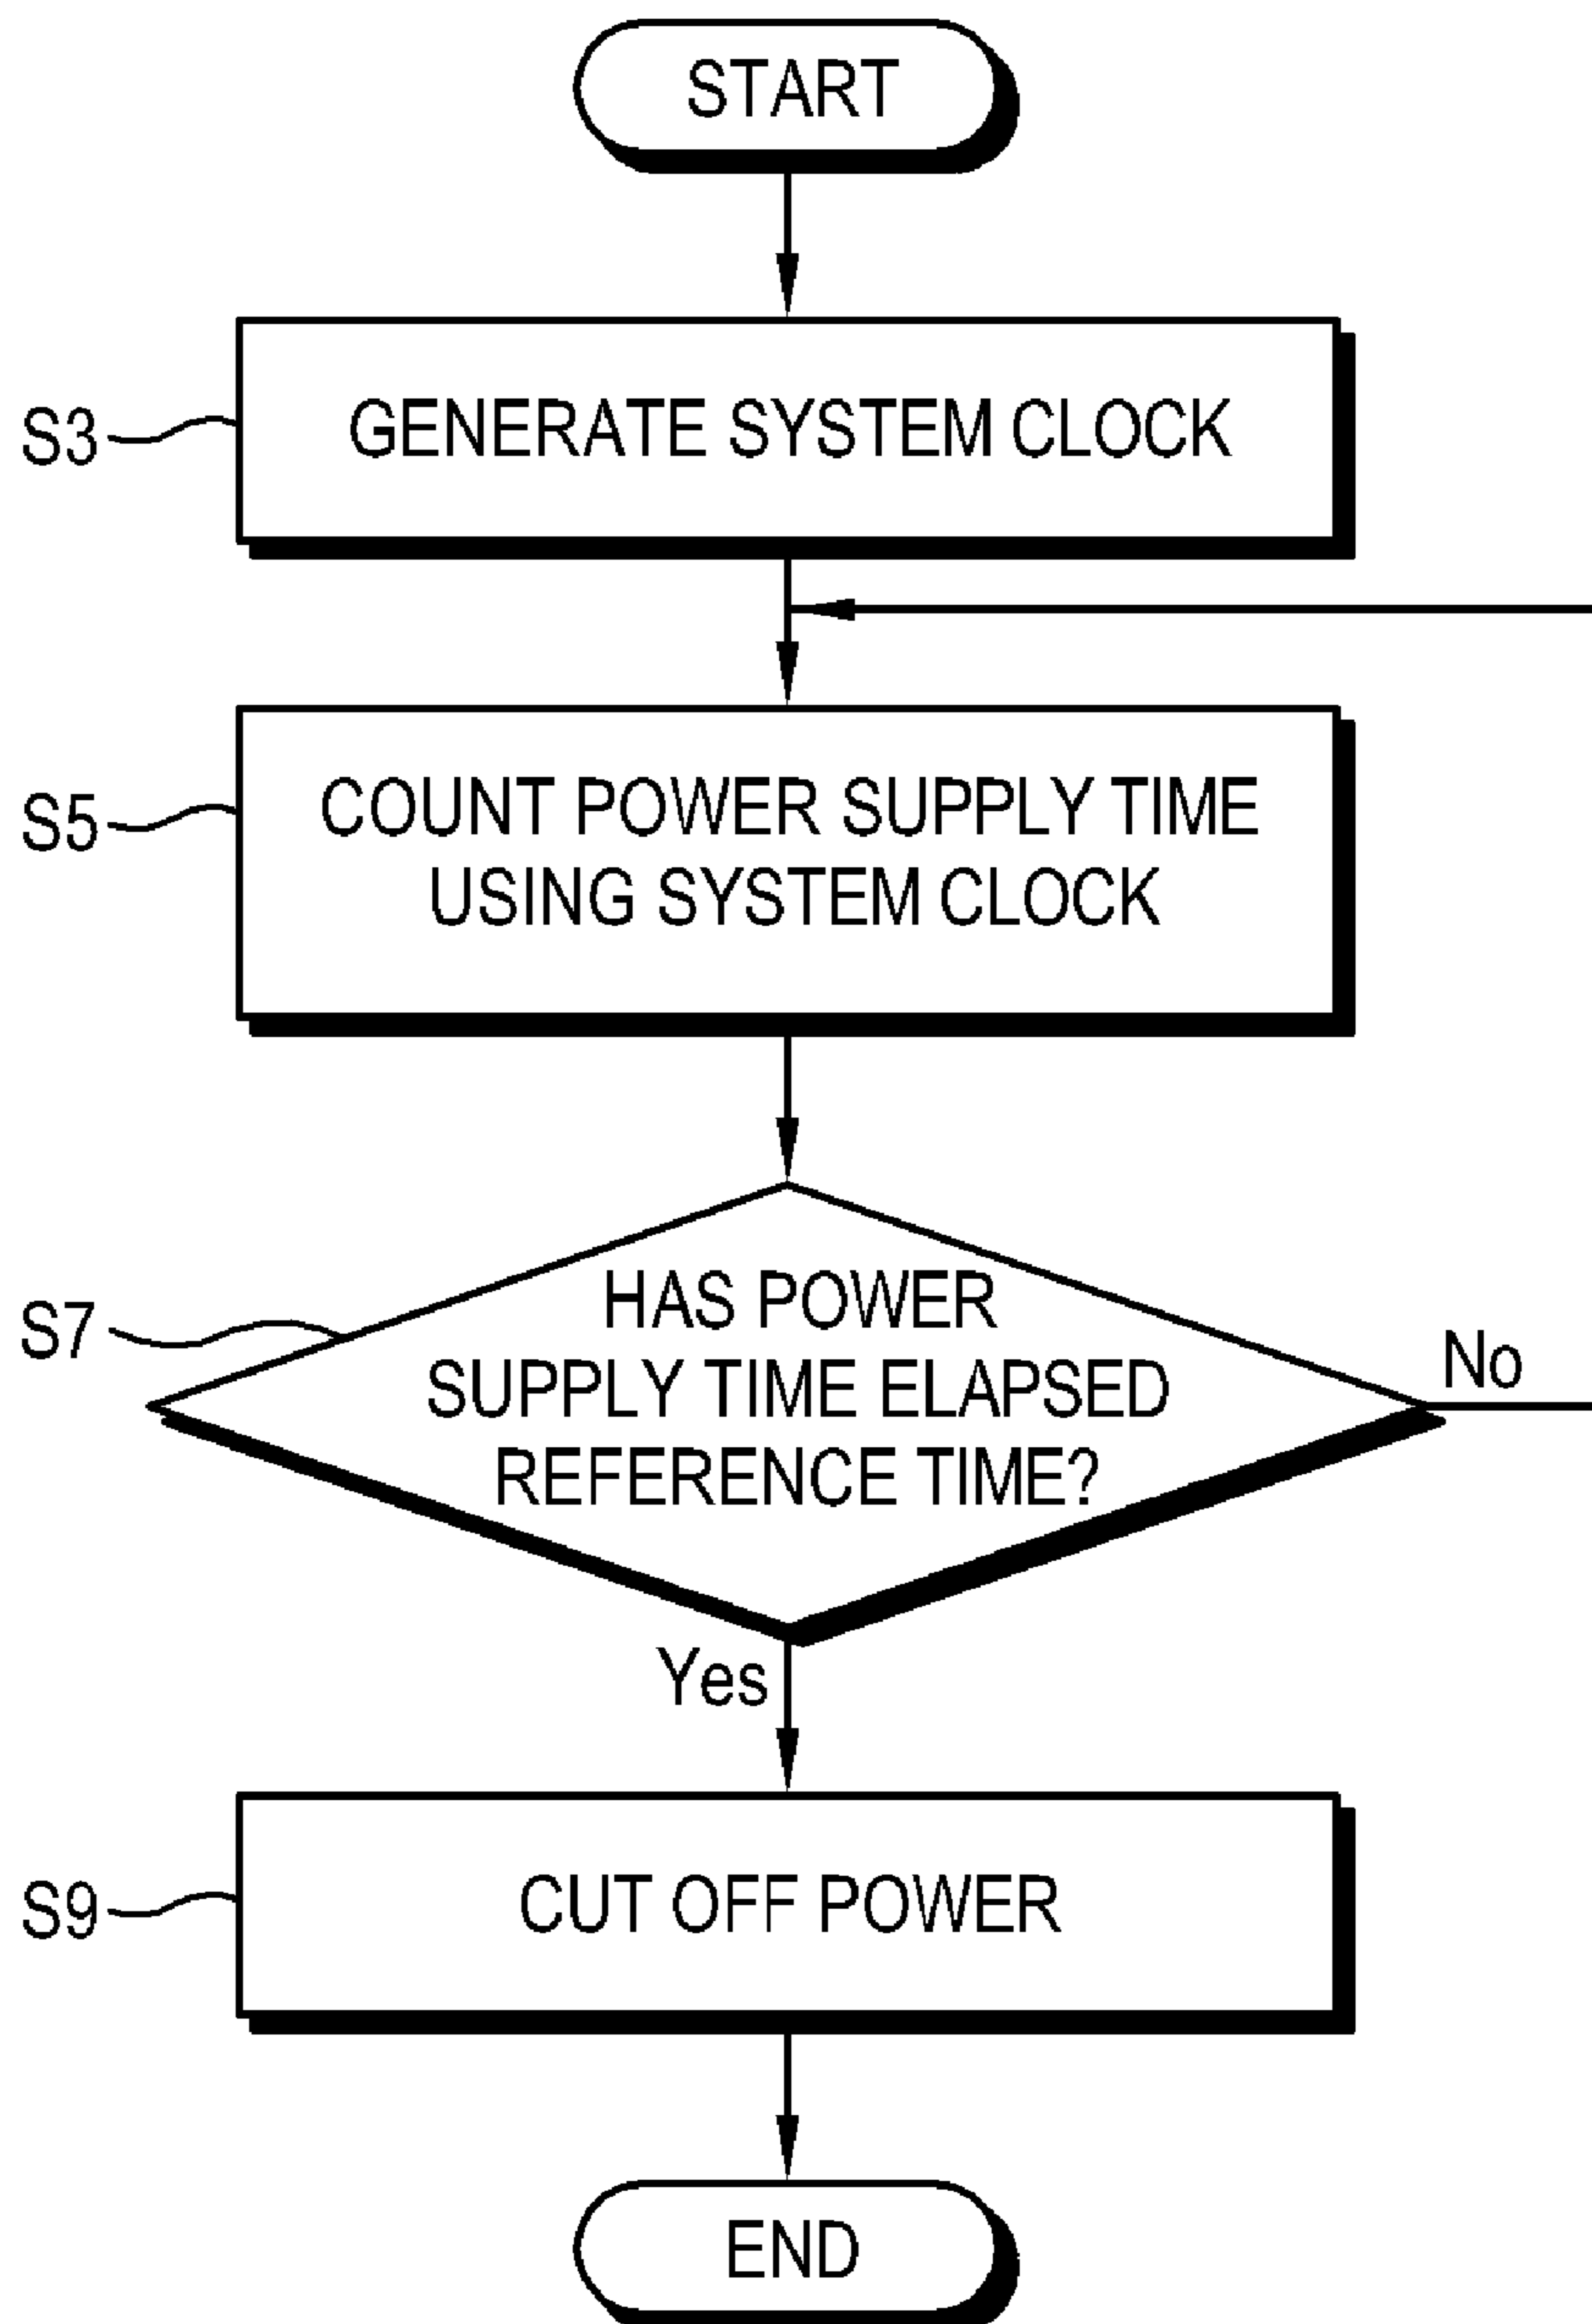 START
S3
GENERATE SYSTEM CLOCK
S5
COUNT POWER SUPPLY TIME
USING SYSTEM CLOCK
S7
HAS POWER
SUPPLY TIME ELAPSED
REFERENCE TIME?
No
Yes
S9
CUT OFF POWER
END